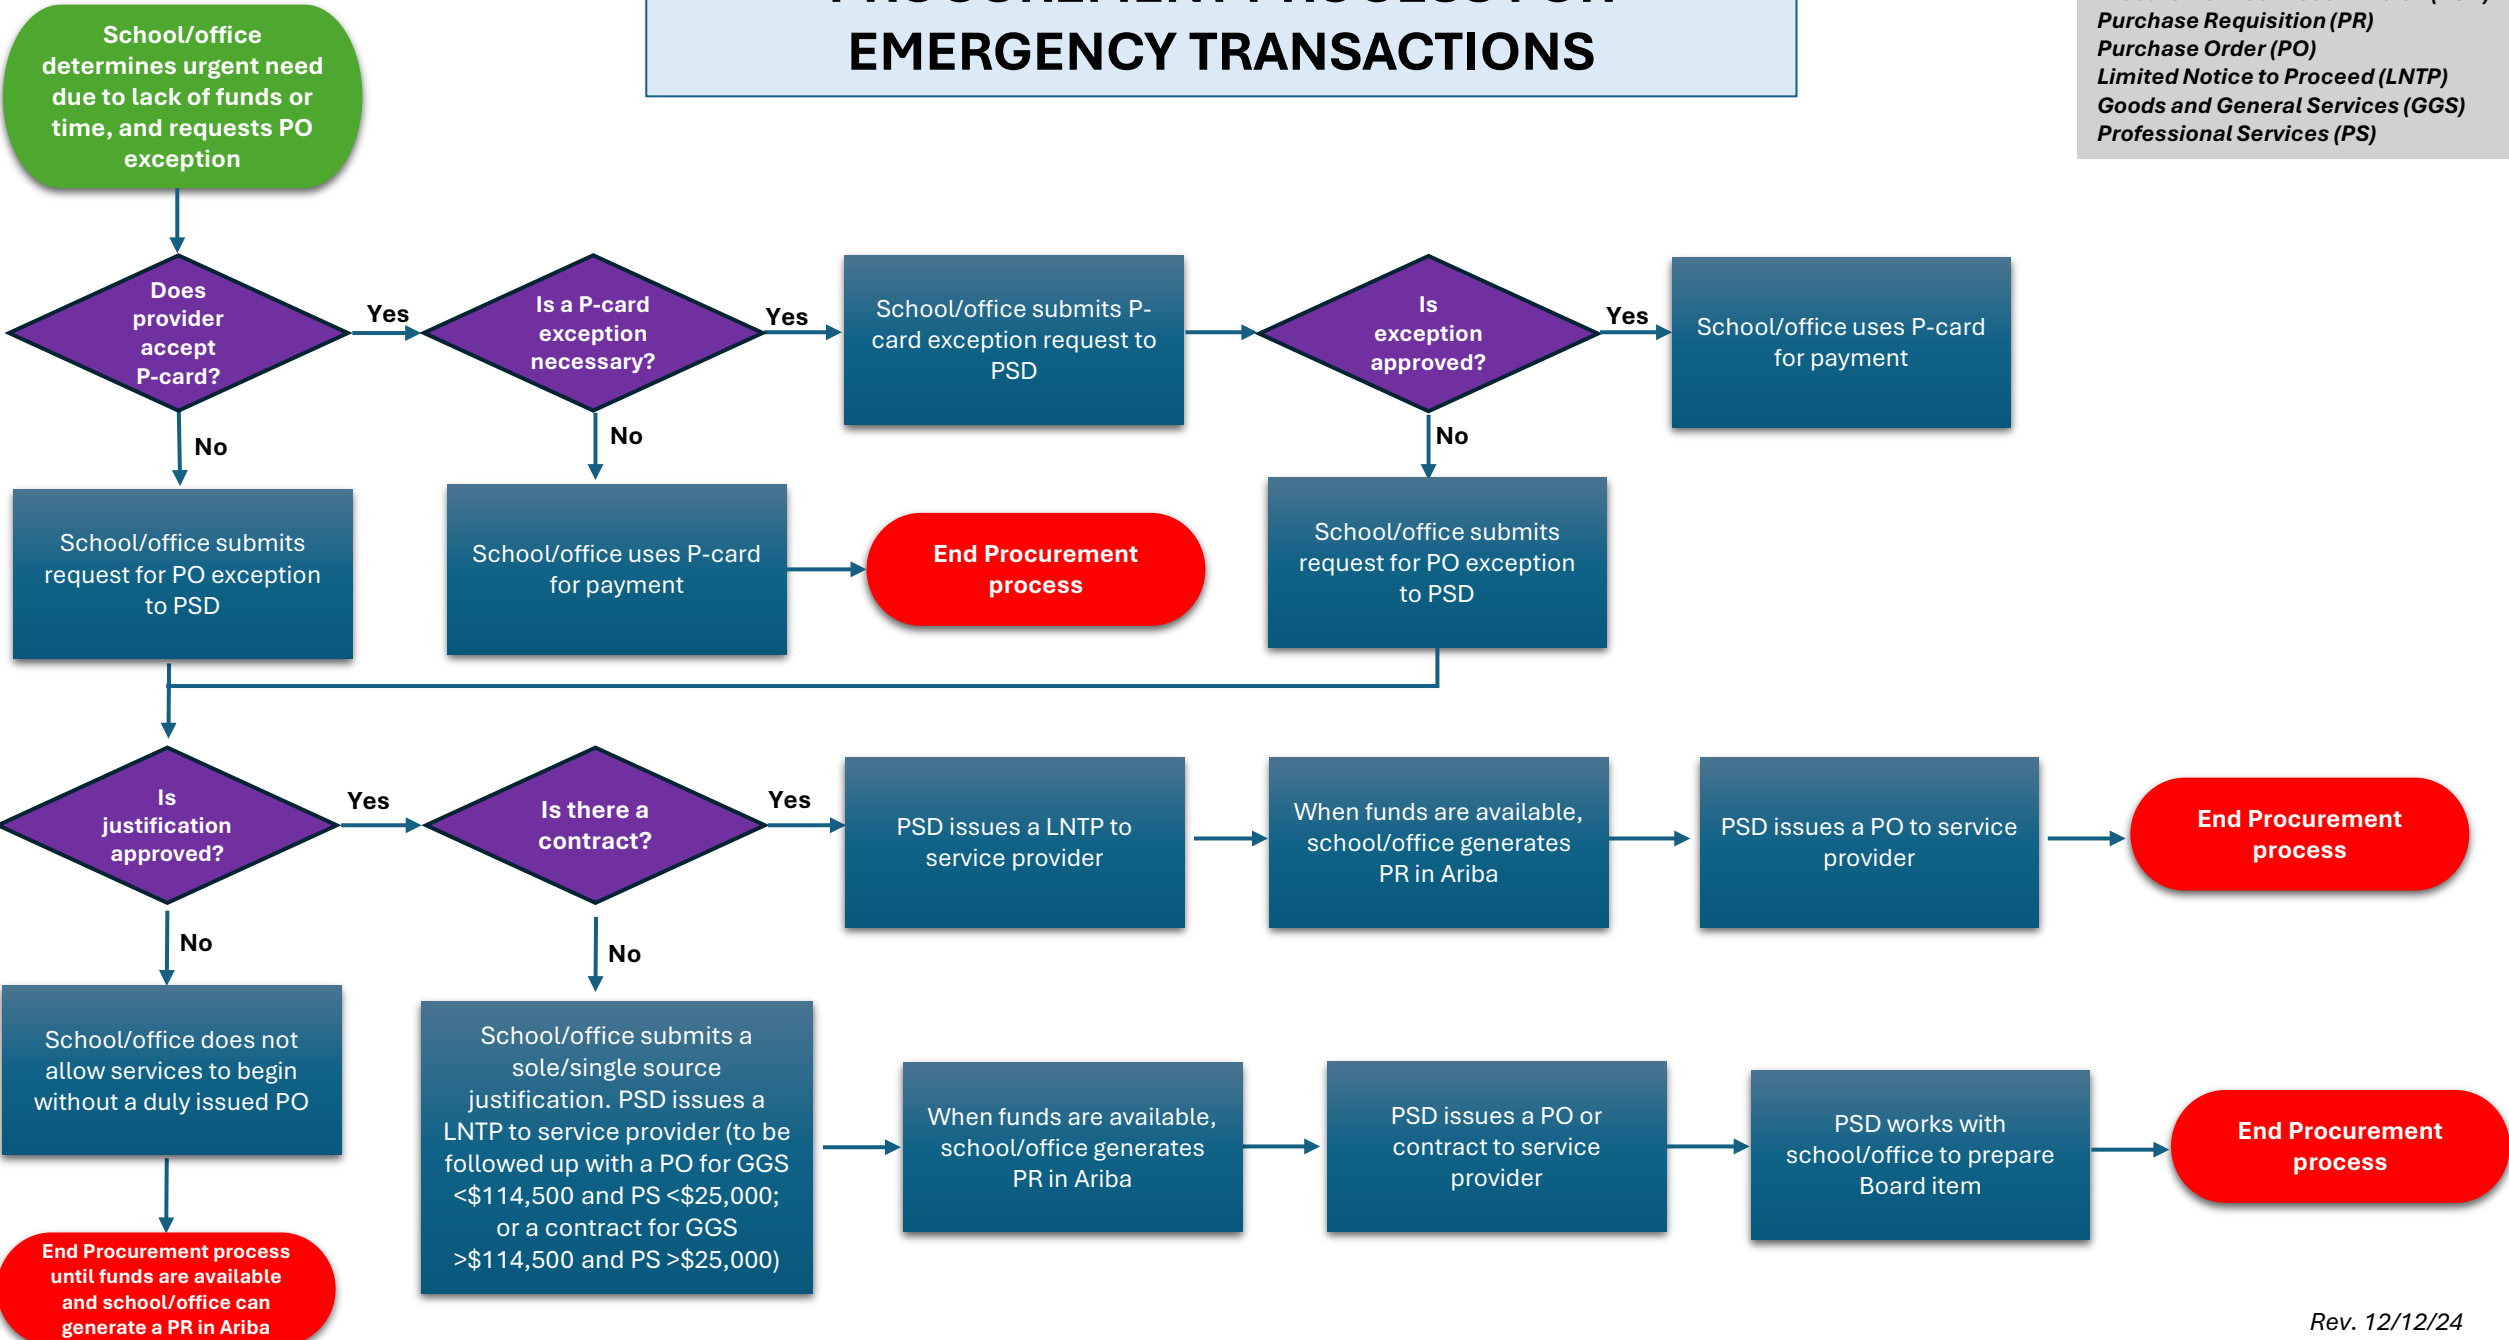 EMERGENCY TRANSACTIONS
Purchase Requisition (PR)
Purchase Order (PO)
Limited Notice to Proceed (LNTP)
Goods and General Services (GGS)
Professional Services (PS)
School/office
determines urgent need
due to lack of funds or
time, and requests PO
exception
Does
provider
accept
P-card?
Yes
No
Is a P-card
exception
necessary?
Yes
No
School/office submits P-
card exception request to
PSD
Is
exception
approved?
Yes
No
School/office uses P-card
for payment
School/office submits
request for PO exception
to PSD
School/office uses P-card
for payment
End Procurement
process
School/office submits
request for PO exception
to PSD
Is
justification
approved?
Yes
No
Is there a
contract?
Yes
No
PSD issues a LNTP to
service provider
When funds are available,
school/office generates
PR in Ariba
PSD issues a PO to service
provider
End Procurement
process
School/office does not
allow services to begin
without a duly issued PO
End Procurement process
until funds are available
and school/office can
generate a PR in Ariba
School/office submits a
sole/single source
justification. PSD issues a
LNTP to service provider (to be
followed up with a PO for GGS
<$114,500 and PS <$25,000;
or a contract for GGS
>$114,500 and PS >$25,000)
When funds are available,
school/office generates
PR in Ariba
PSD issues a PO or
contract to service
provider
PSD works with
school/office to prepare
Board item
End Procurement
process
Rev. 12/12/24